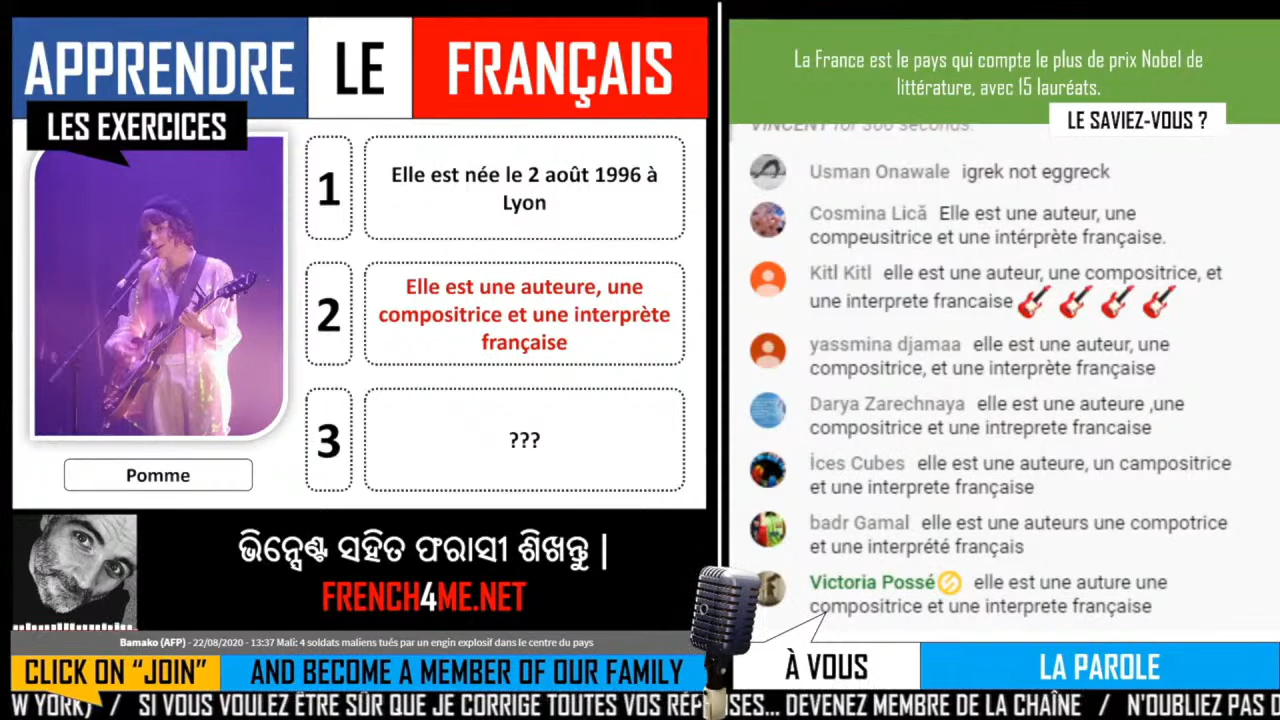 APPRENDRE LE FRANÇAIS
LES EXERCICES
1
Elle est née le 2 août 1996 à
Lyon
2
Elle est une auteure, une
compositrice et une interprète
française
3
???
Pomme
ଭିନ୍ସେଣ୍ଟ ସହିତ ଫରାସୀ ଶିଖନ୍ତୁ |
FRENCH4ME.NET
Bamako (AFP) - 22/08/2020 - 13:37 Mali: 4 soldats maliens tués par un engin explosif dans le centre du pays
CLICK ON “JOIN” AND BECOME A MEMBER OF OUR FAMILY
La France est le pays qui compte le plus de prix Nobel de
littérature, avec 15 lauréats.
LE SAVIEZ-VOUS ?
VINCENT for 300 seconds.
Usman Onawale igrek not eggreck
Cosmina Lică Elle est une auteur, une
compeusitrice et une intérprète française.
Kitl Kitl elle est une auteur, une compositrice, et
une interprete francaise
yassmina djamaa elle est une auteur, une
compositrice, et une interprète française
Darya Zarechnaya elle est une auteure ,une
compositrice et une intreprete francaise
İces Cubes elle est une auteure, un campositrice
et une interprete française
badr Gamal elle est une auteurs une compotrice
et une interprété français
Victoria Possé elle est une auture une
compositrice et une interprete française
À VOUS LA PAROLE
W YORK) / SI VOUS VOULEZ ÊTRE SÛR QUE JE CORRIGE TOUTES VOS RÉP SES... DEVENEZ MEMBRE DE LA CHAÎNE / N'OUBLIEZ PAS D